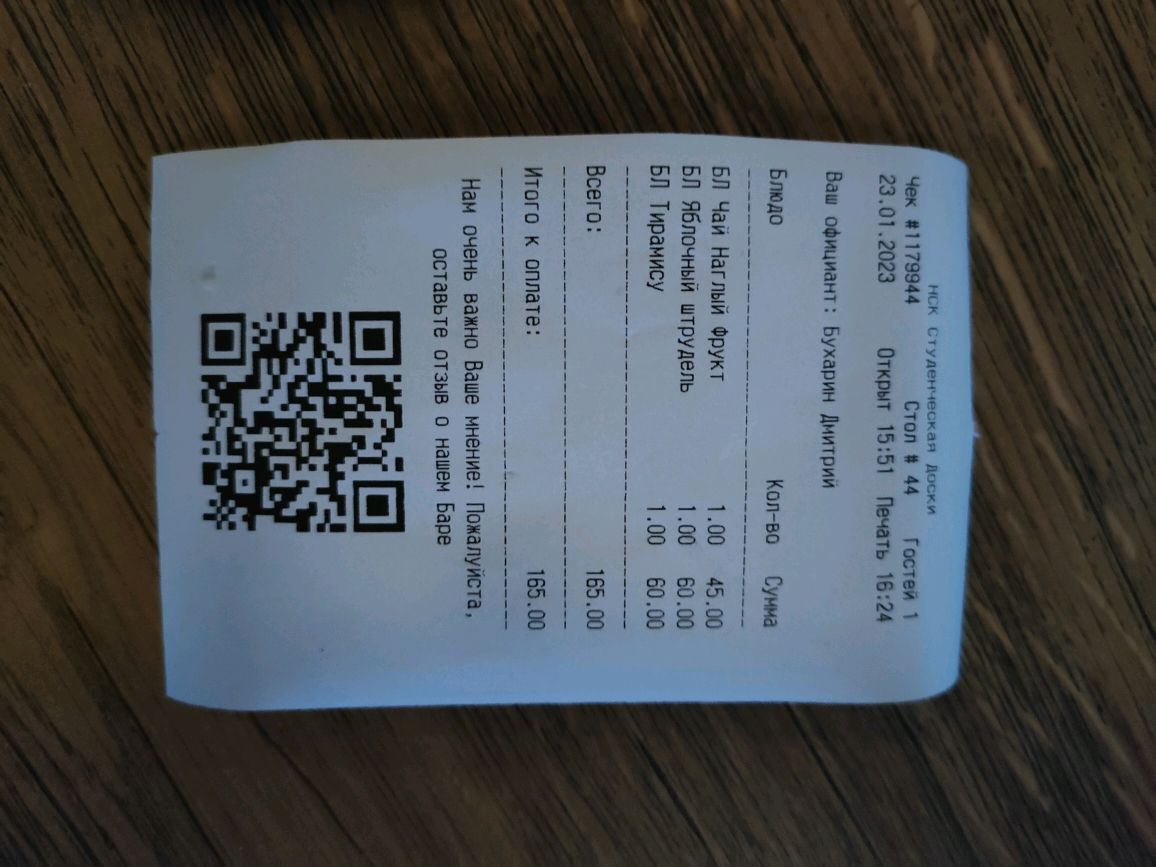 НСК Студенческая Доски
Чек #1179944 Стол # 44 Гостей 1
23.01.2023 Открыт 15:51 Печать 16:24
Ваш официант: Бухарин Дмитрий
Блюдо Кол-во Сумма
БЛ Чай Наглый фрукт 1.00 45.00
БЛ Яблочный штрудель 1.00 60.00
БЛ Тирамису 1.00 60.00
Всего: 165.00
Итого к оплате: 165.00
Нам очень важно Ваше мнение! Пожалуйста,
оставьте отзыв о нашем Баре